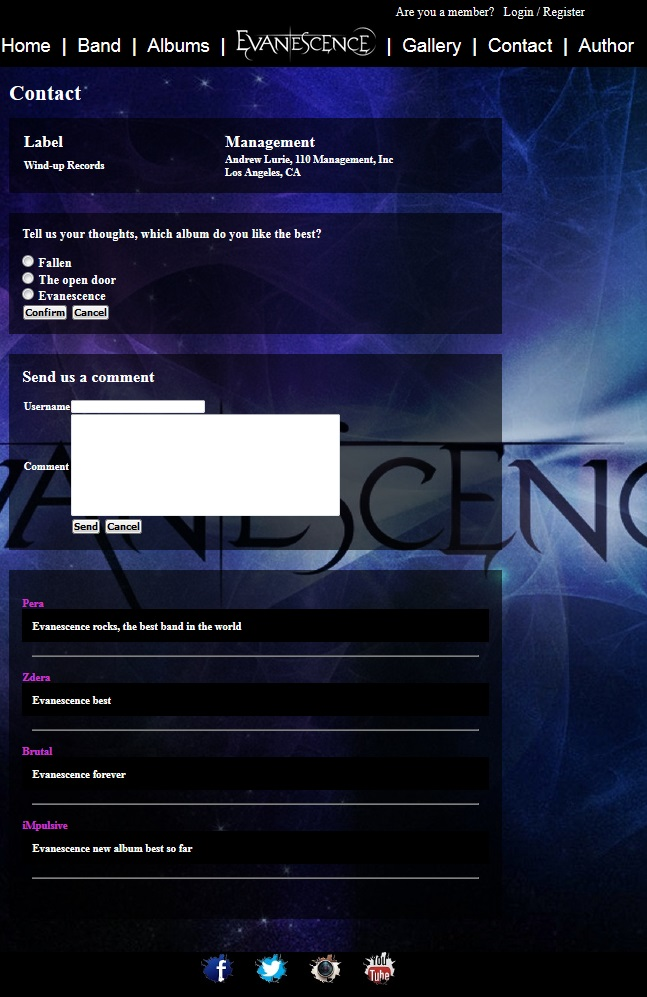 Are you a member? Login / Register
Home | Band | Albums | EVANESCENCE | Gallery | Contact | Author
Contact
Label
Wind-up Records
Management
Andrew Lurie, 110 Management, Inc
Los Angeles, CA
Tell us your thoughts, which album do you like the best?
Fallen
The open door
Evanescence
Confirm Cancel
Send us a comment
Username
Comment
Send Cancel
VANESCENC
Pera
Evanescence rocks, the best band in the world
Zdera
Evanescence best
Brutal
Evanescence forever
iMpulsive
Evanescence new album best so far
f
You
Tube